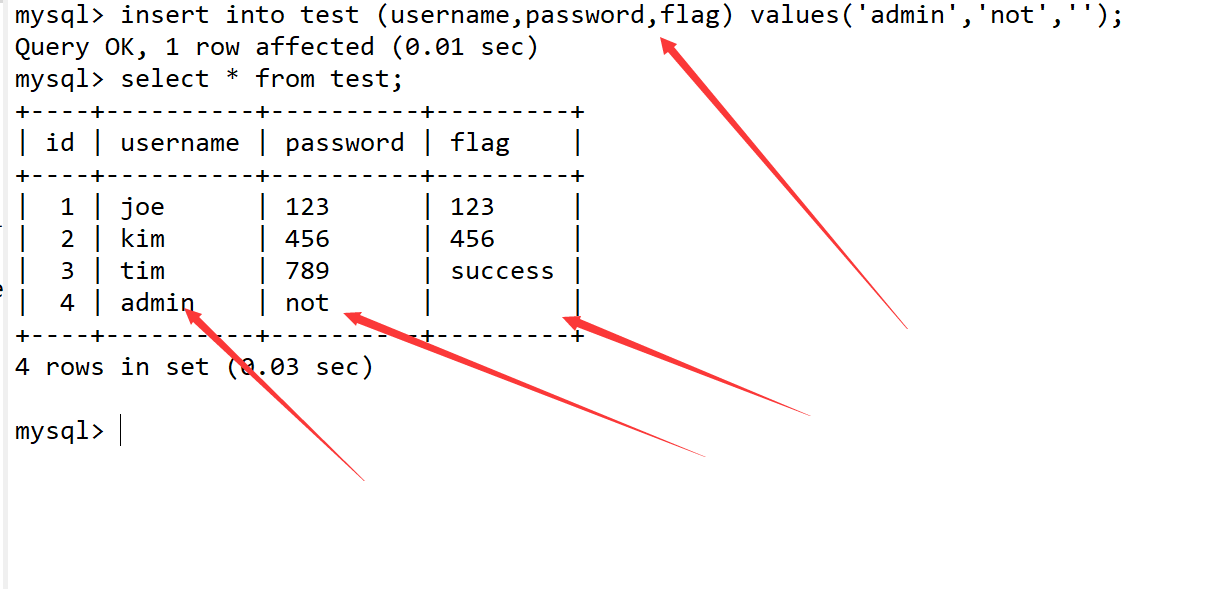 mysql> insert into test (username,password,flag) values('admin','not','');
Query OK, 1 row affected (0.01 sec)
mysql> select * from test;
+----+----------+----------+---------+
| id | username | password | flag    |
+----+----------+----------+---------+
|  1 | joe      | 123      | 123     |
|  2 | kim      | 456      | 456     |
|  3 | tim      | 789      | success |
|  4 | admin    | not      |         |
+----+----------+----------+---------+
4 rows in set (0.03 sec)
mysql>